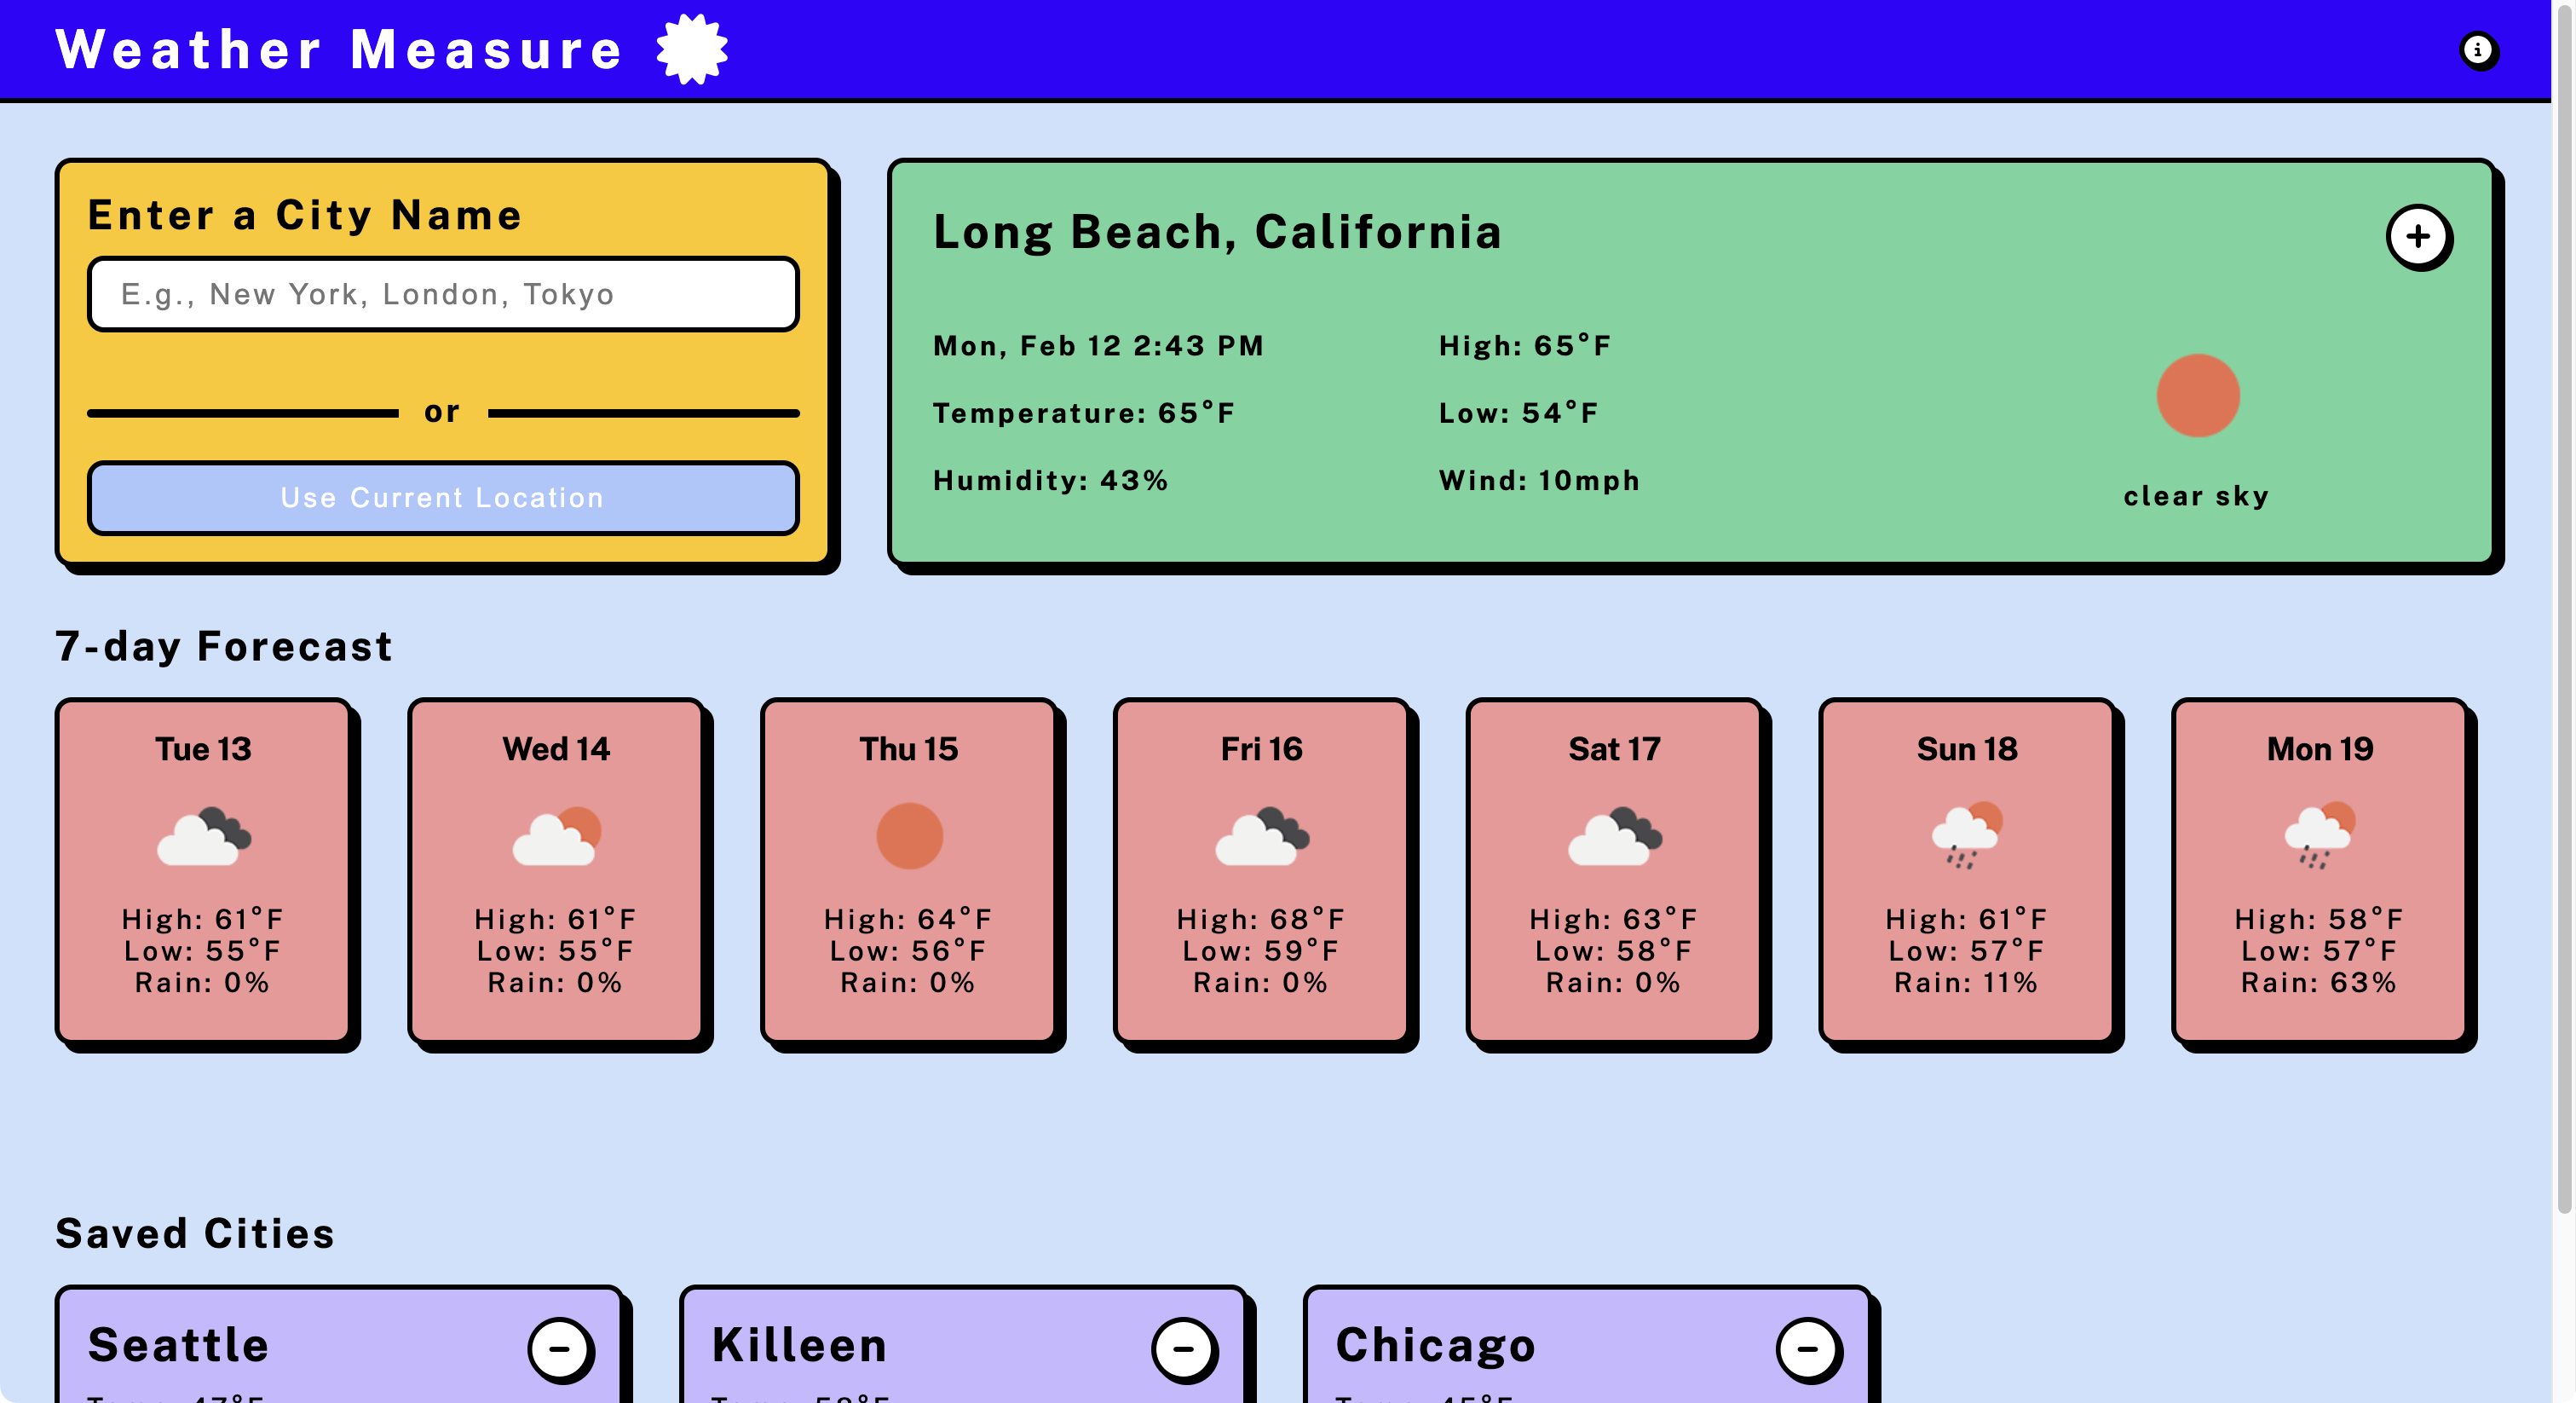 Weather Measure
Enter a City Name
E.g., New York, London, Tokyo
or
Use Current Location
Long Beach, California
Mon, Feb 12 2:43 PM
Temperature: 65°F
Humidity: 43%
High: 65°F
Low: 54°F
Wind: 10mph
clear sky
7-day Forecast
Tue 13
High: 61°F
Low: 55°F
Rain: 0%
Wed 14
High: 61°F
Low: 55°F
Rain: 0%
Thu 15
High: 64°F
Low: 56°F
Rain: 0%
Fri 16
High: 68°F
Low: 59°F
Rain: 0%
Sat 17
High: 63°F
Low: 58°F
Rain: 0%
Sun 18
High: 61°F
Low: 57°F
Rain: 11%
Mon 19
High: 58°F
Low: 57°F
Rain: 63%
Saved Cities
Seattle
Killeen
Chicago